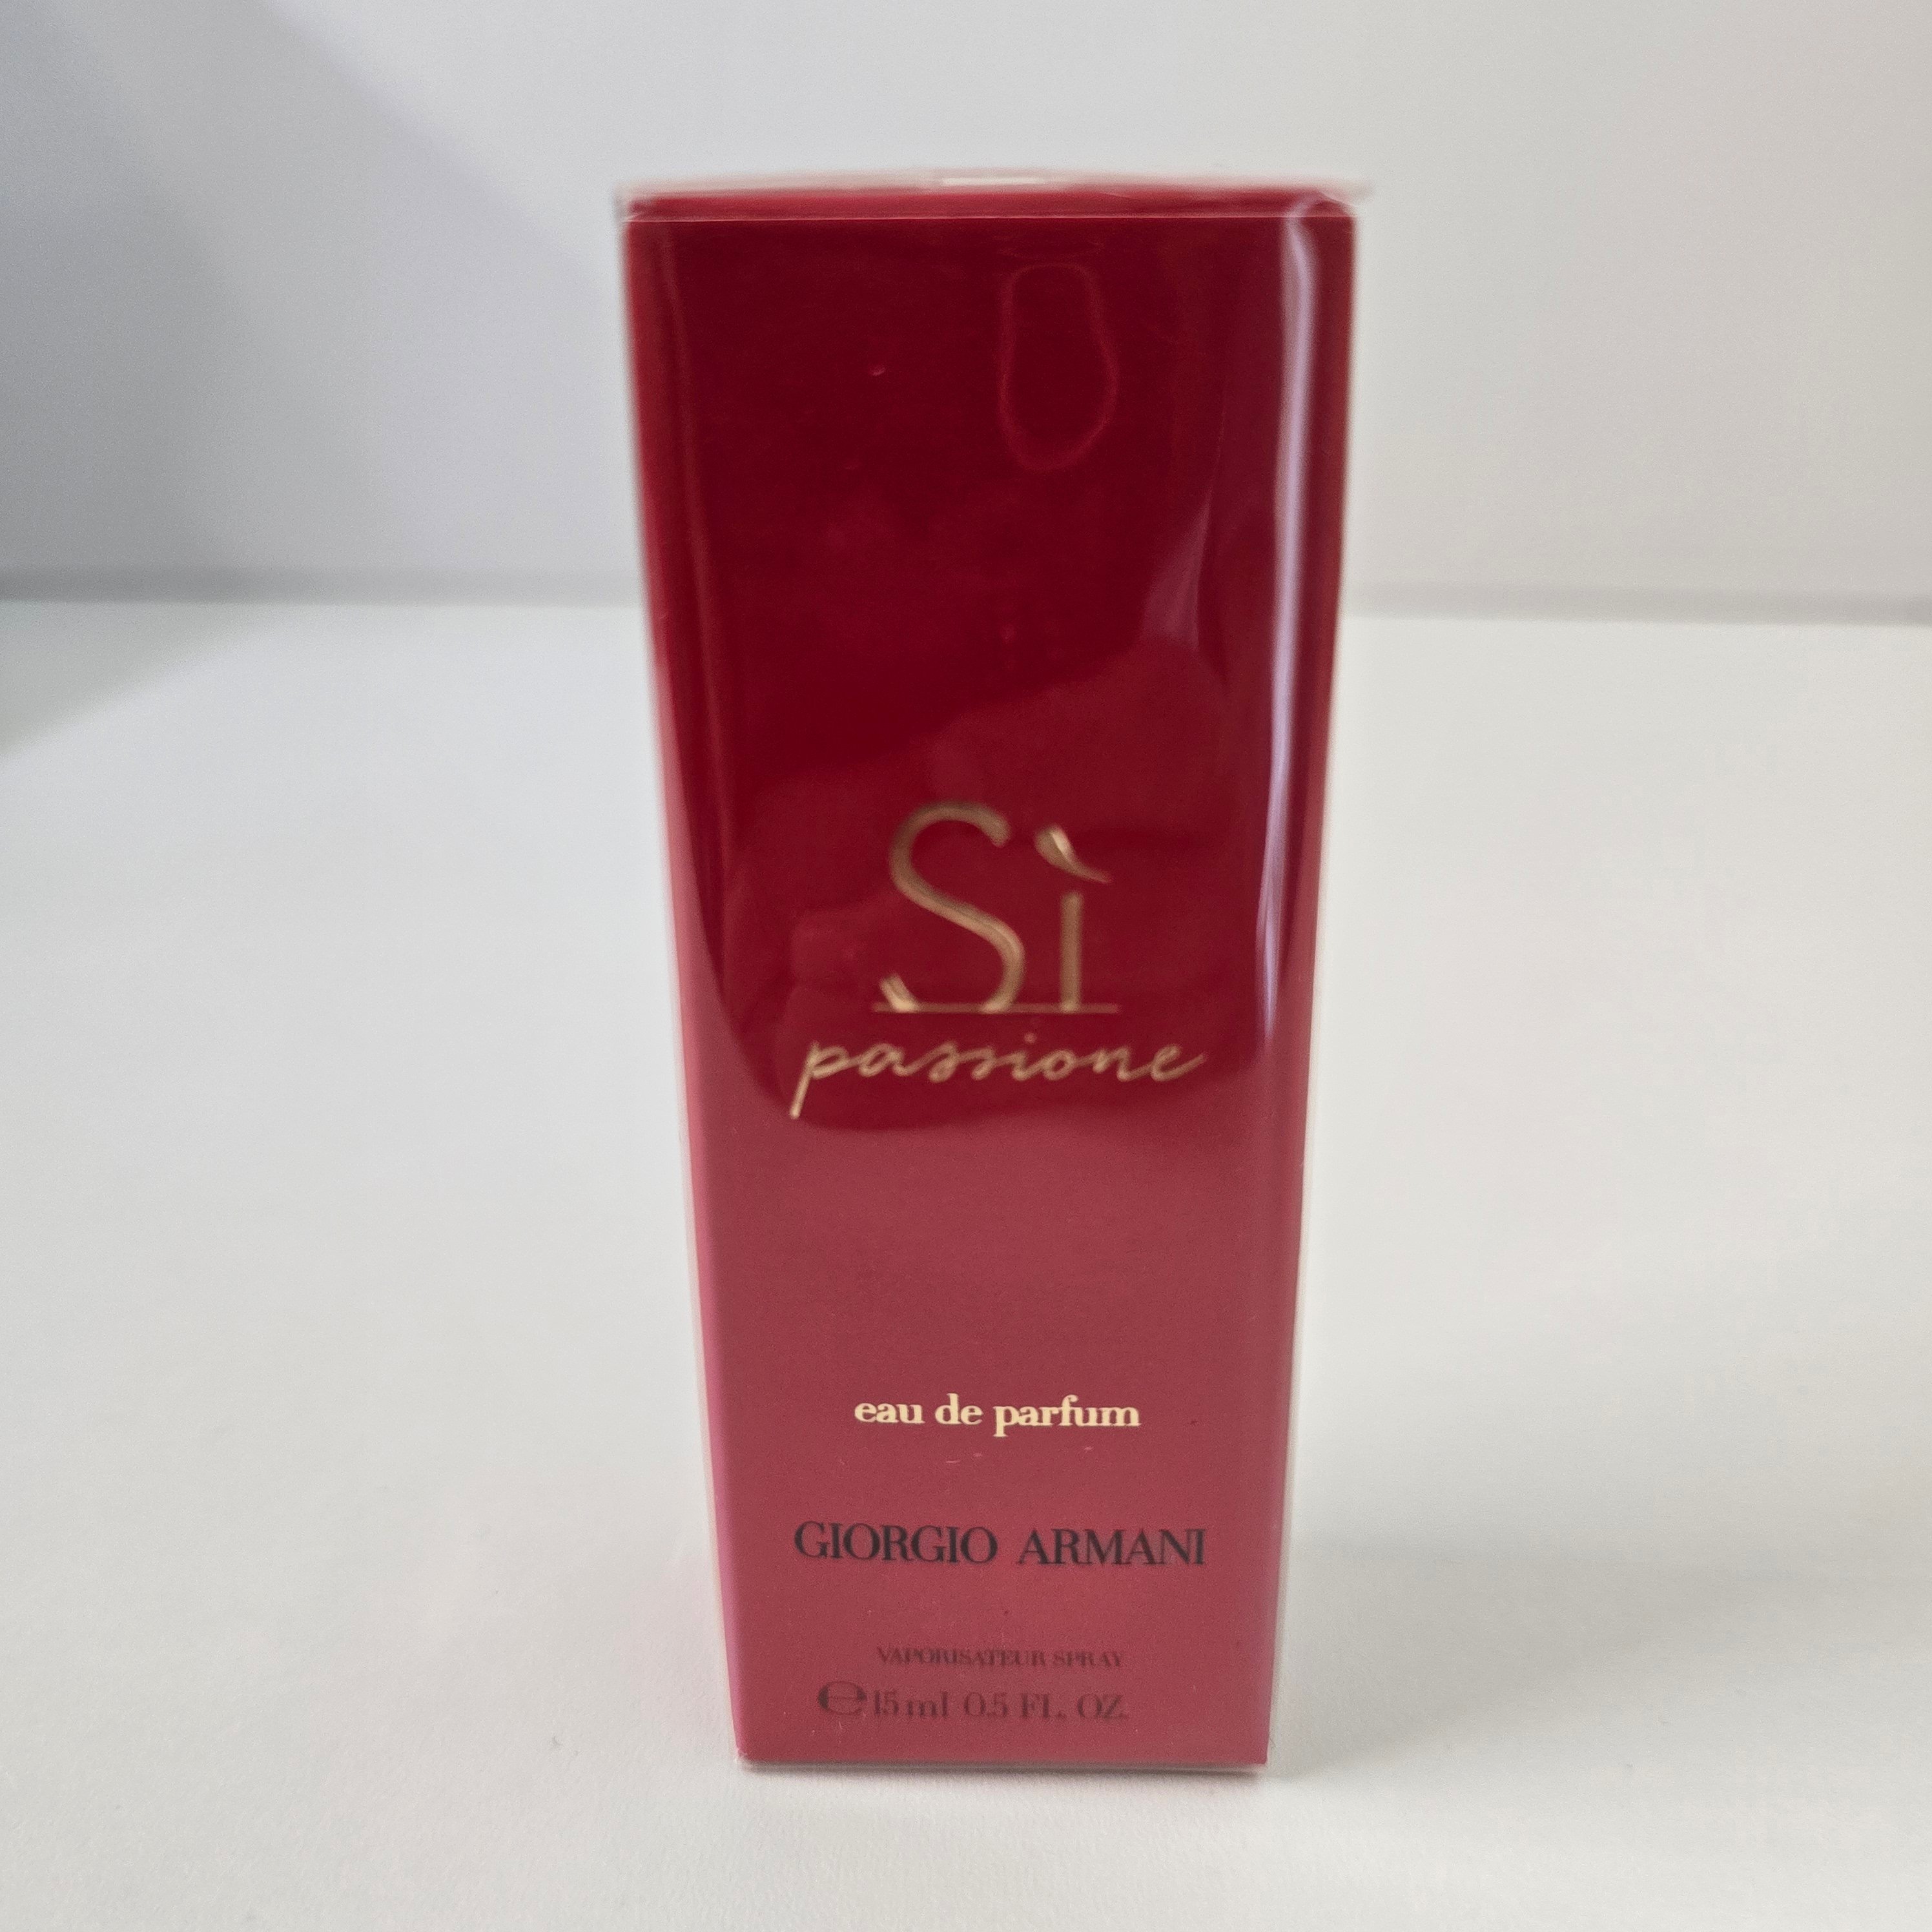 Sì
passione
eau de parfum
GIORGIO ARMANI
VAPORISATEUR SPRAY
℮ 15 ml 0.5 FL. OZ.